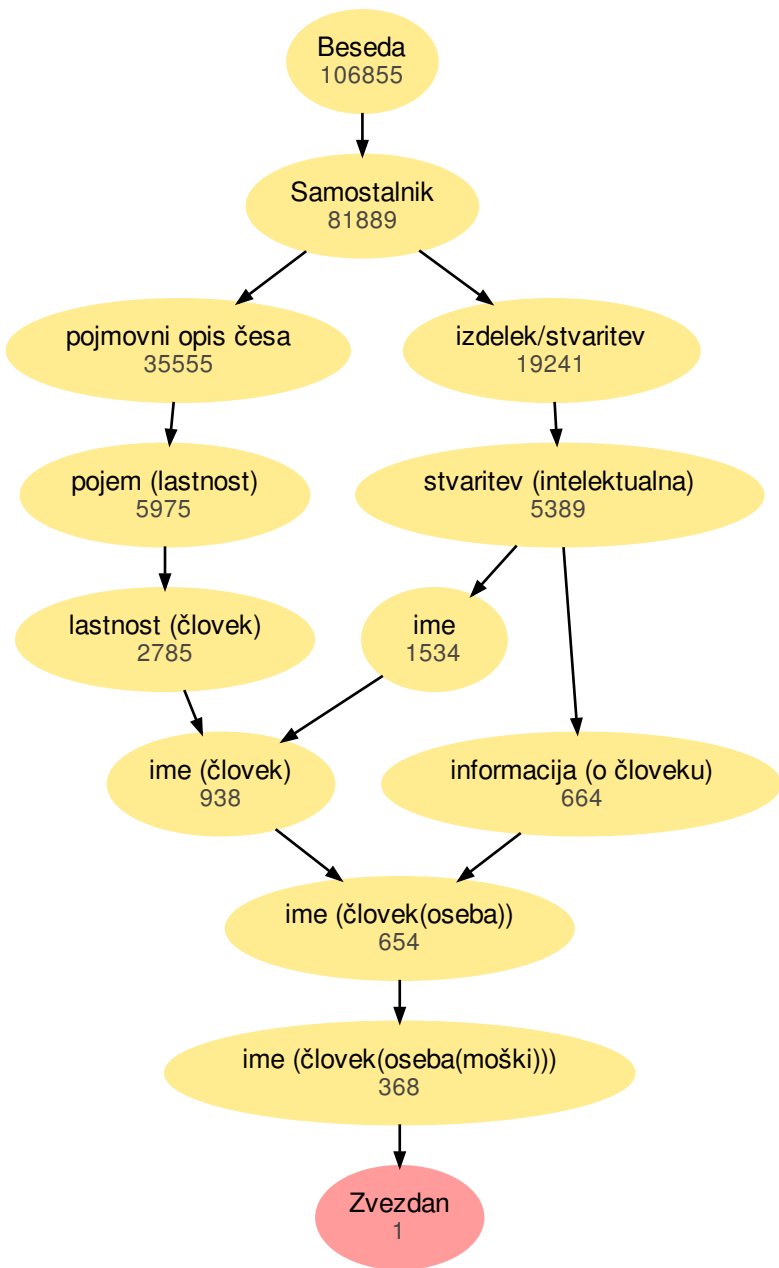 Beseda
106855
Samostalnik
81889
pojmovni opis česa
35555
izdelek/stvaritev
19241
pojem (lastnost)
5975
stvaritev (intelektualna)
5389
lastnost (človek)
2785
ime
1534
ime (človek)
938
informacija (o človeku)
664
ime (človek(oseba))
654
ime (človek(oseba(moški)))
368
Zvezdan
1